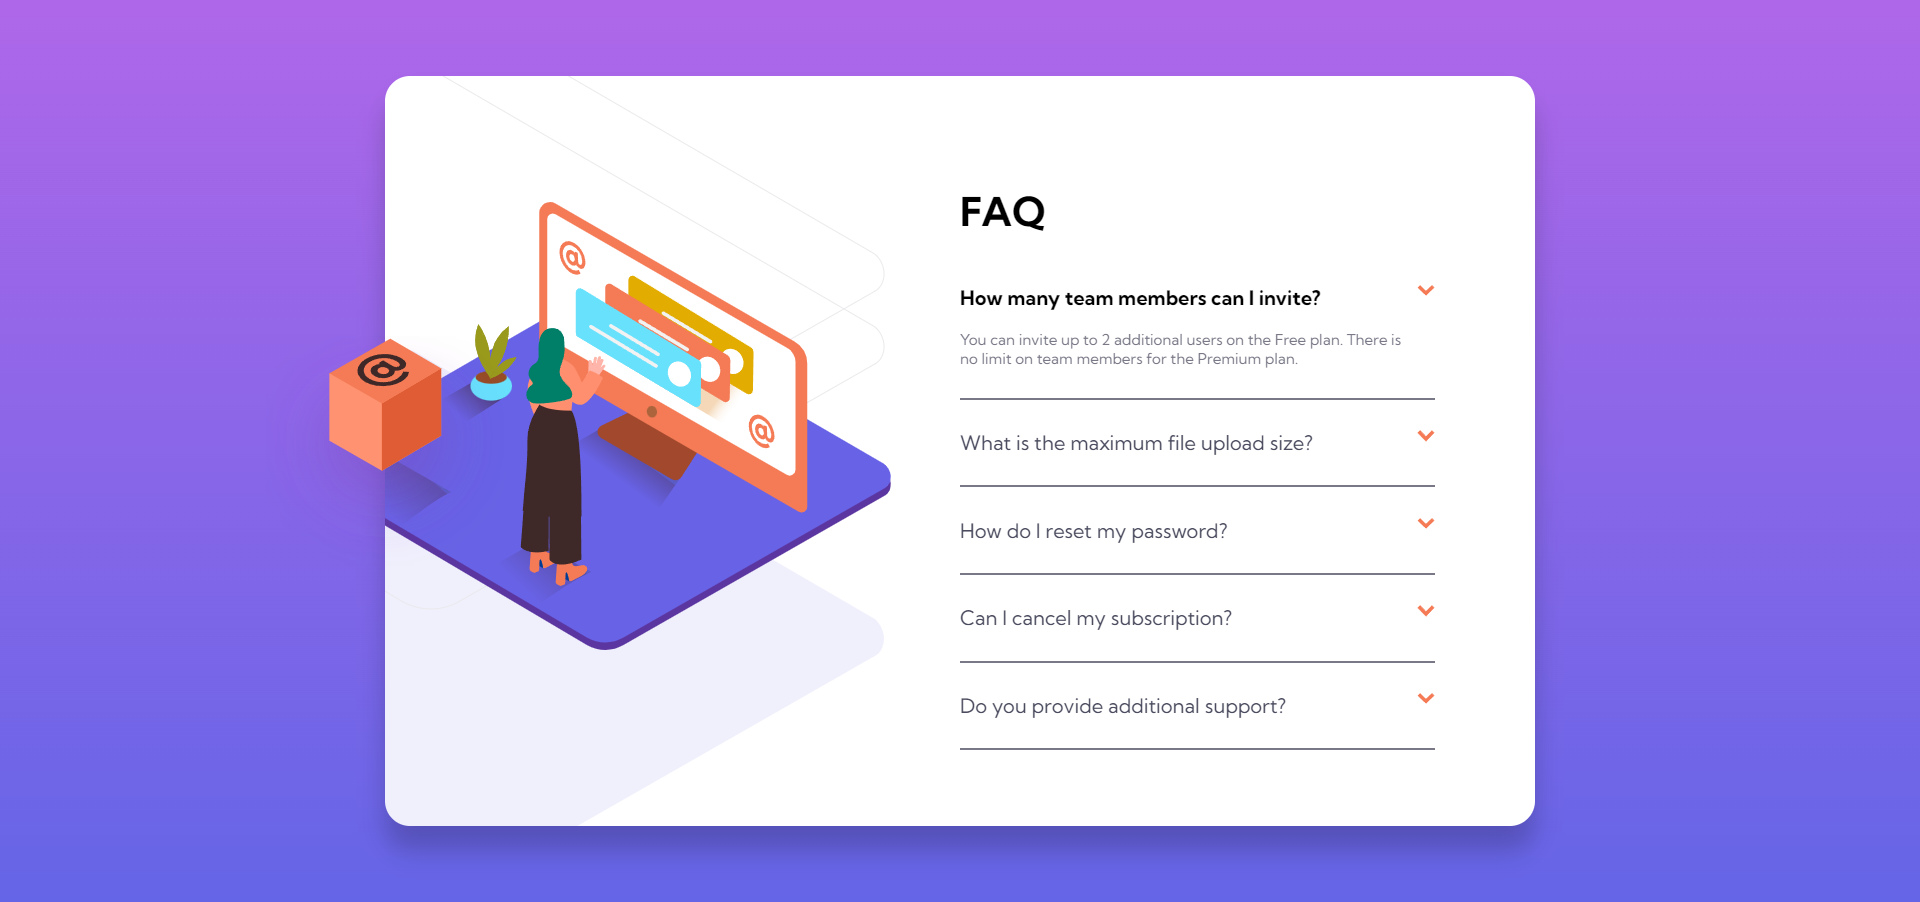 FAQ
How many team members can I invite?
You can invite up to 2 additional users on the Free plan. There is
no limit on team members for the Premium plan.
What is the maximum file upload size?
How do I reset my password?
Can I cancel my subscription?
Do you provide additional support?
@
@
@